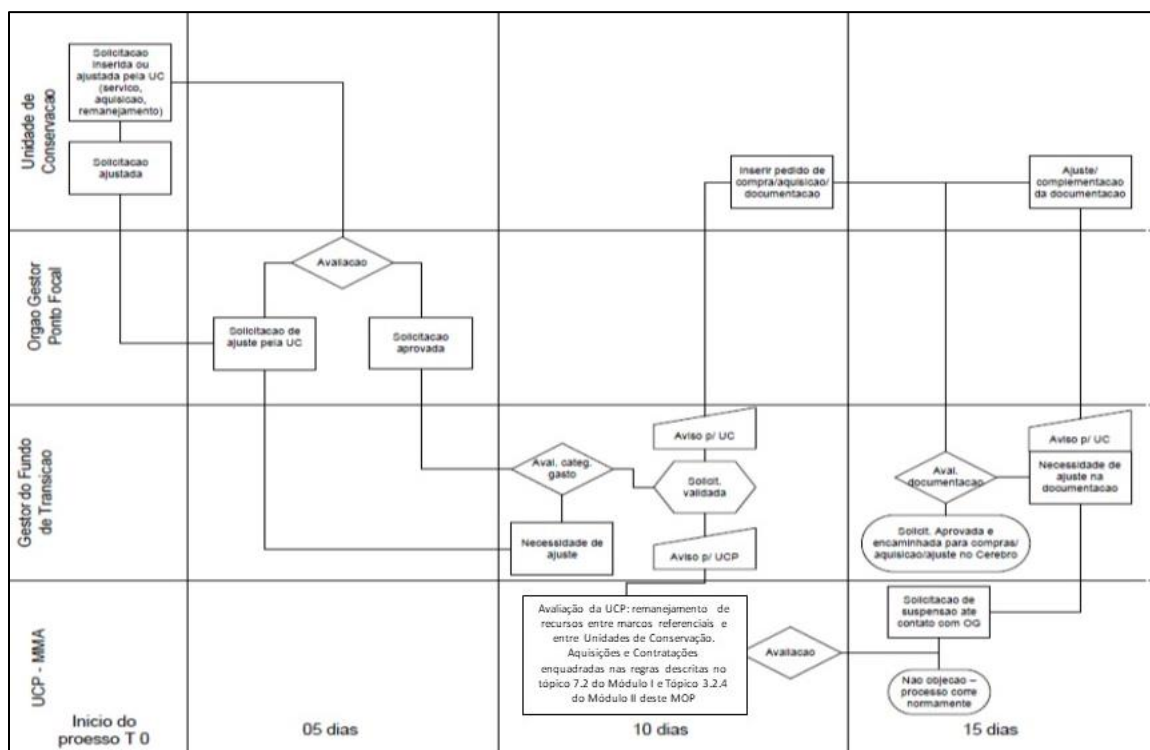 Unidade de
Conservacao
Solicitacao
inserida ou
ajustada pela UC
(servico,
aquisicao,
remanejamento)
Solicitacao
ajustada
Inserir pedido de
compra/aquisicao/
documentacao
Ajuste/
complementacao
da documentacao
Orgao Gestor
Ponto Focal
Avaliacao
Solicitacao de
ajuste pela UC
Solicitacao
aprovada
Gestor do Fundo
de Transicao
Aval. categ.
gasto
Necessidade de
ajuste
Aviso p/ UC
Solicit.
validada
Aviso p/ UCP
Aval.
documentacao
Aviso p/ UC
Necessidade de
ajuste na
documentacao
Solicit. Aprovada e
encaminhada para compras/
aquisicao/ajuste no Cerebro
UCP - MMA
Avaliação da UCP: remanejamento de
recursos entre marcos referenciais e
entre Unidades de Conservação.
Aquisições e Contratações
enquadradas nas regras descritas no
tópico 7.2 do Módulo I e Tópico 3.2.4
do Módulo II deste MOP
Avaliacao
Solicitacao de
suspensao ate
contato com OG
Nao objecao –
processo corre
normamente
Inicio do
proesso T 0
05 dias
10 dias
15 dias